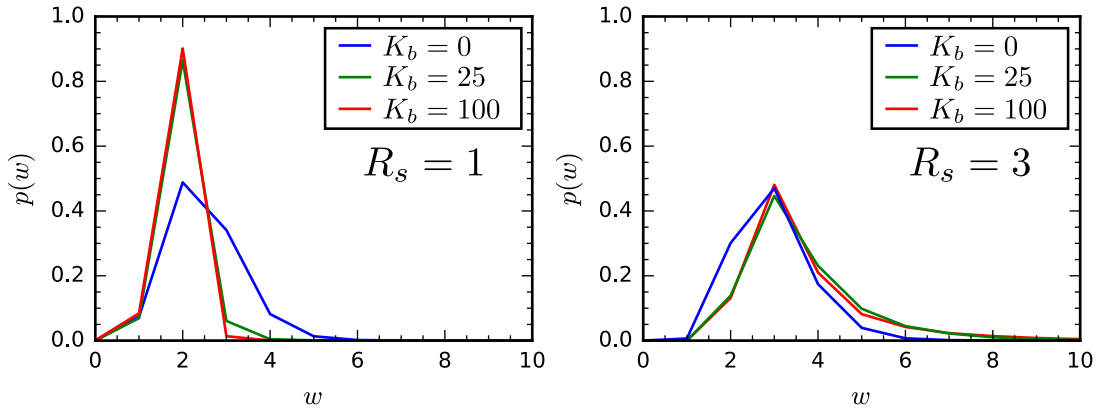 1.0
0.8
0.6
0.4
0.2
0.0
p(w)
0 2 4 6 8 10
w
K_b = 0
K_b = 25
K_b = 100
R_s = 1
1.0
0.8
0.6
0.4
0.2
0.0
p(w)
0 2 4 6 8 10
w
K_b = 0
K_b = 25
K_b = 100
R_s = 3